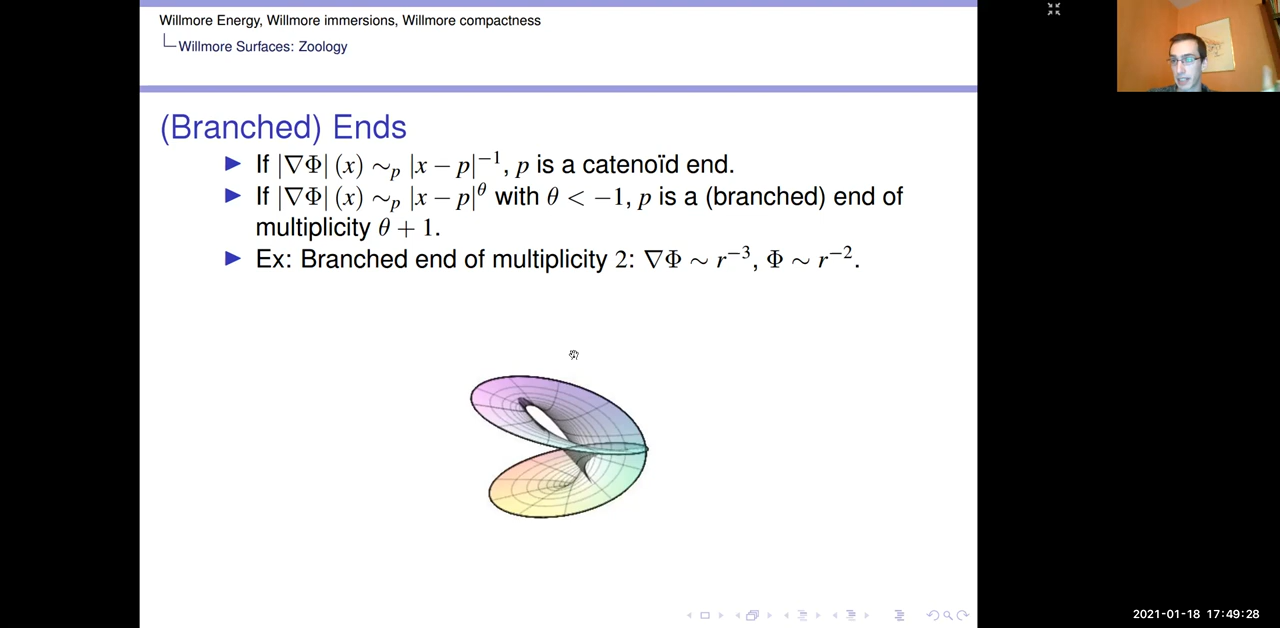 Willmore Energy, Willmore immersions, Willmore compactness
Willmore Surfaces: Zoology
(Branched) Ends
If |∇Φ| (x) ∼ₚ |x − p|⁻¹, p is a catenoïd end.
If |∇Φ| (x) ∼ₚ |x − p|^θ with θ < −1, p is a (branched) end of
multiplicity θ + 1.
Ex: Branched end of multiplicity 2: ∇Φ ∼ r⁻³, Φ ∼ r⁻².
2021-01-18 17:49:28